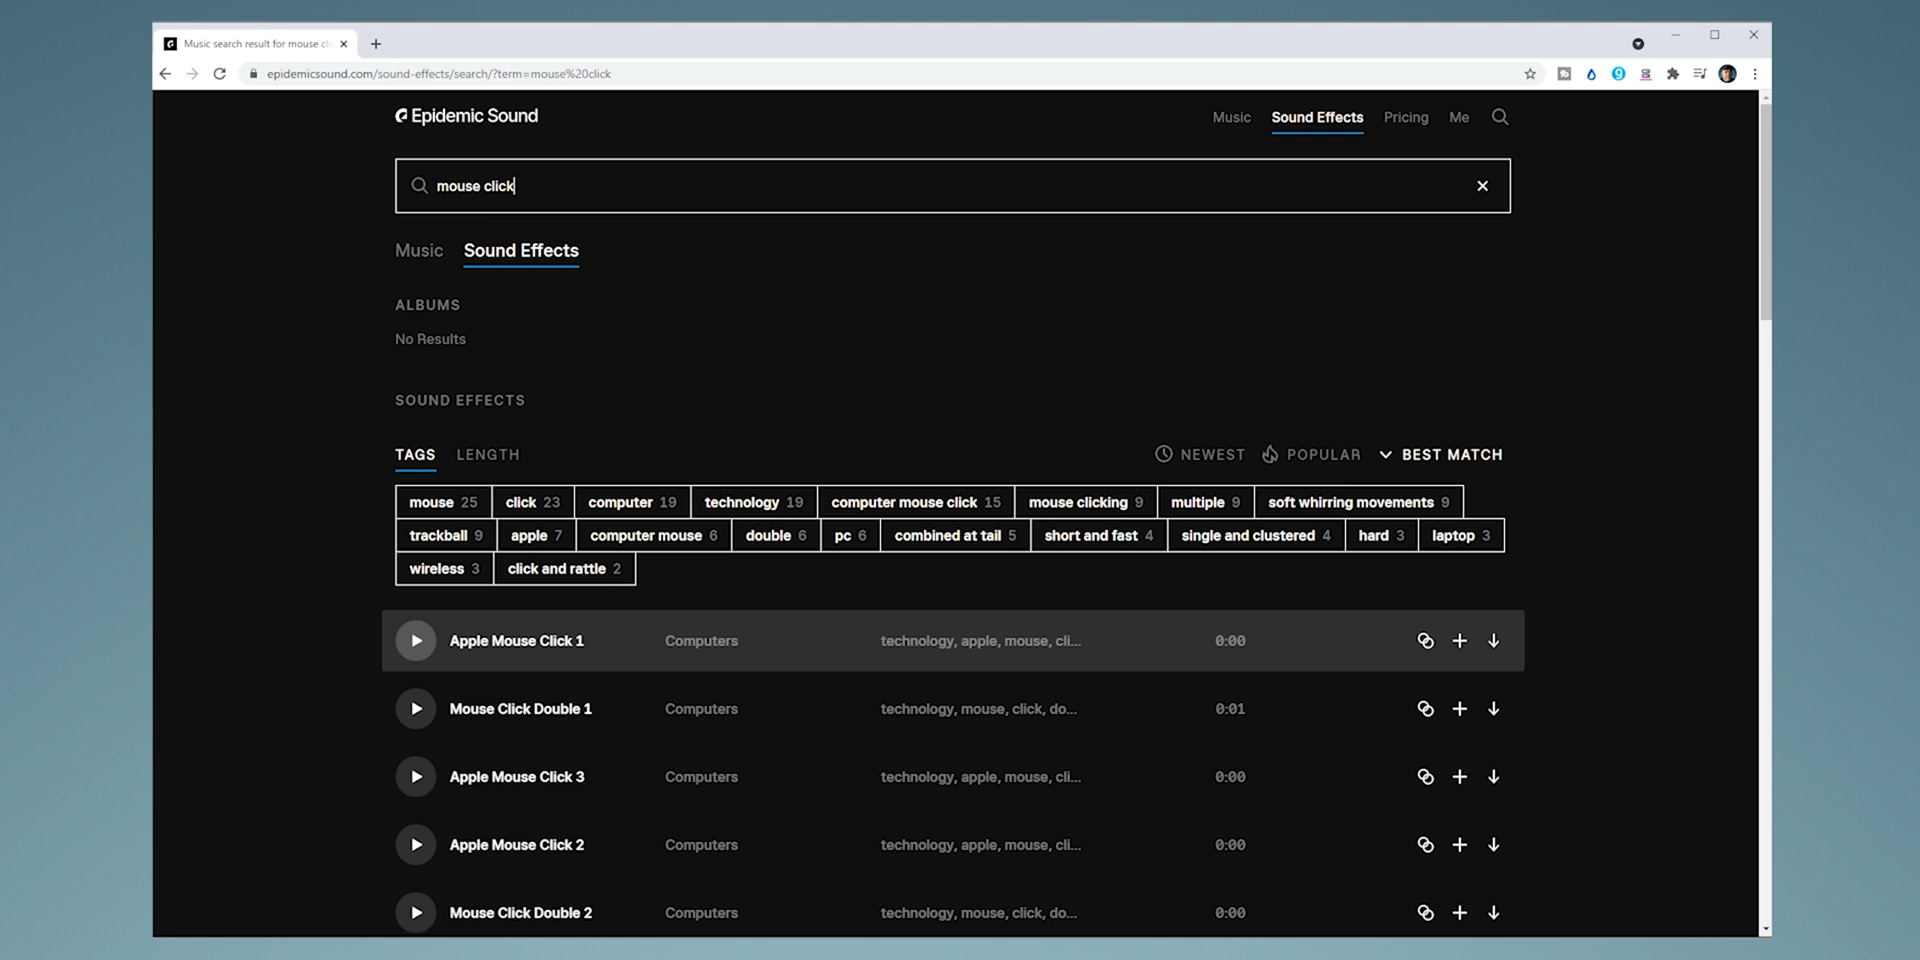 Music search result for mouse cli
epidemicsound.com/sound-effects/search/?term=mouse%20click
Epidemic Sound
Music Sound Effects Pricing Me
mouse click
Music Sound Effects
ALBUMS
No Results
SOUND EFFECTS
TAGS LENGTH NEWEST POPULAR BEST MATCH
mouse 25 click 23 computer 19 technology 19 computer mouse click 15 mouse clicking 9 multiple 9 soft whirring movements 9
trackball 9 apple 7 computer mouse 6 double 6 pc 6 combined at tail 5 short and fast 4 single and clustered 4 hard 3 laptop 3
wireless 3 click and rattle 2
Apple Mouse Click 1 Computers technology, apple, mouse, cli... 0:00
Mouse Click Double 1 Computers technology, mouse, click, do... 0:01
Apple Mouse Click 3 Computers technology, apple, mouse, cli... 0:00
Apple Mouse Click 2 Computers technology, apple, mouse, cli... 0:00
Mouse Click Double 2 Computers technology, mouse, click, do... 0:00